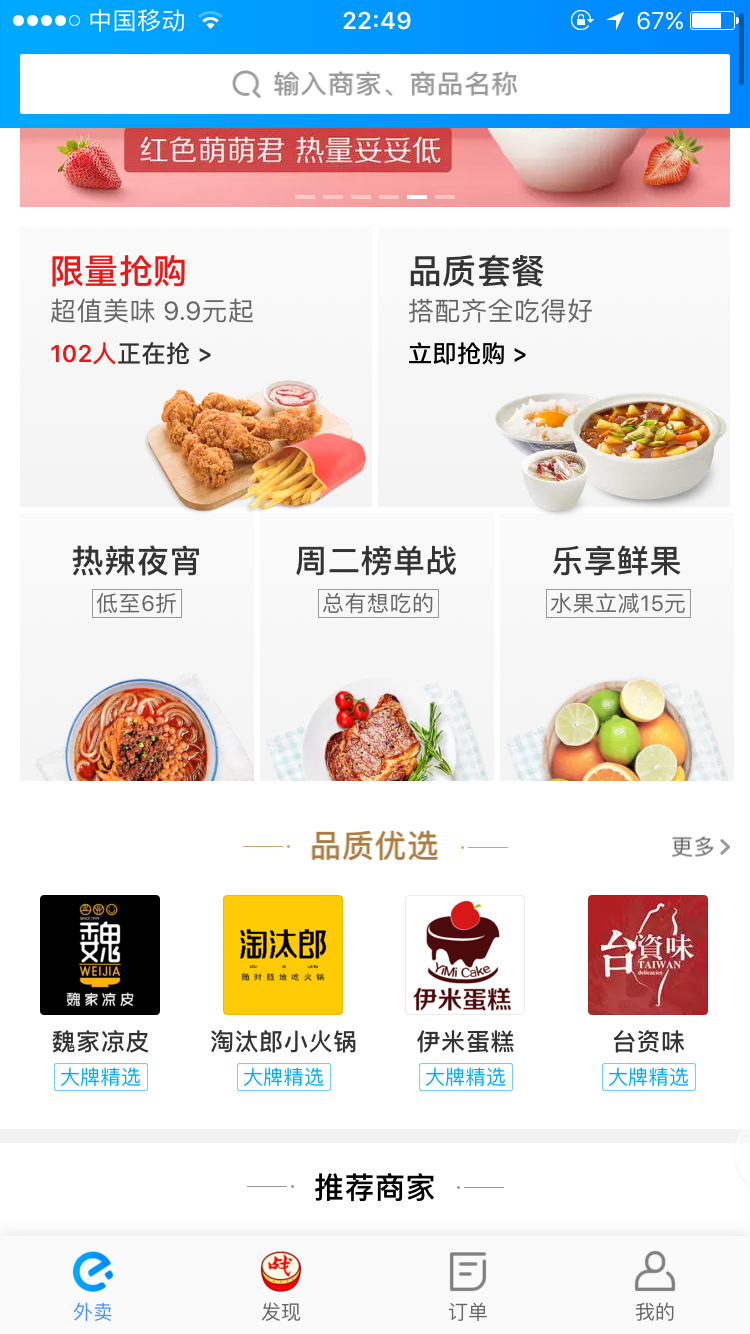 中国移动
22:49
67%
输入商家、商品名称
红色萌萌君 热量妥妥低
限量抢购
超值美味 9.9元起
102人正在抢 >
品质套餐
搭配齐全吃得好
立即抢购 >
热辣夜宵
低至6折
周二榜单战
总有想吃的
乐享鲜果
水果立减15元
品质优选
更多
魏
WEIJIA
魏家凉皮
淘汰郎
随时随地吃火锅
YiMi Cake
伊米蛋糕
台資味
TAIWAN
delicacies
魏家凉皮
淘汰郎小火锅
伊米蛋糕
台资味
大牌精选
大牌精选
大牌精选
大牌精选
推荐商家
战
外卖
发现
订单
我的